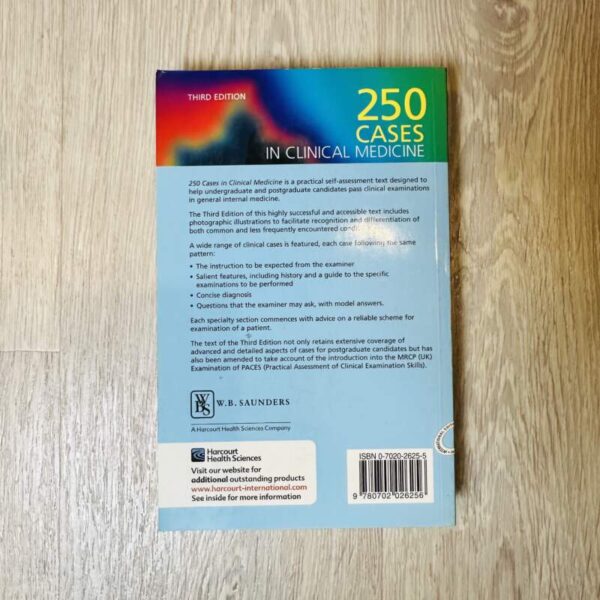 THIRD EDITION
250
CASES
IN CLINICAL MEDICINE
250 Cases in Clinical Medicine is a practical self-assessment text designed to
help undergraduate and postgraduate candidates pass clinical examinations
in general internal medicine.
The Third Edition of this highly successful and accessible text includes
photographic illustrations to facilitate recognition and differentiation of
both common and less frequently encountered
A wide range of clinical cases is featured, each case following the same
pattern:
• The instruction to be expected from the examiner
• Salient features, including history and a guide to the specific
examinations to be performed
• Concise diagnosis
• Questions that the examiner may ask, with model answers.
Each specialty section commences with advice on a reliable scheme for
examination of a patient.
The text of the Third Edition not only retains extensive coverage of
advanced and detailed aspects of cases for postgraduate candidates but has
also been amended to take account of the introduction into the MRCP (UK)
Examination of PACES (Practical Assessment of Clinical Examination Skills).
WBS
W.B. SAUNDERS
A Harcourt Health Sciences Company
Harcourt
Health Sciences
Visit our website for
additional outstanding products
www.harcourt-international.com
See inside for more information
ISBN 0-7020-2625-5
9 780702 026256